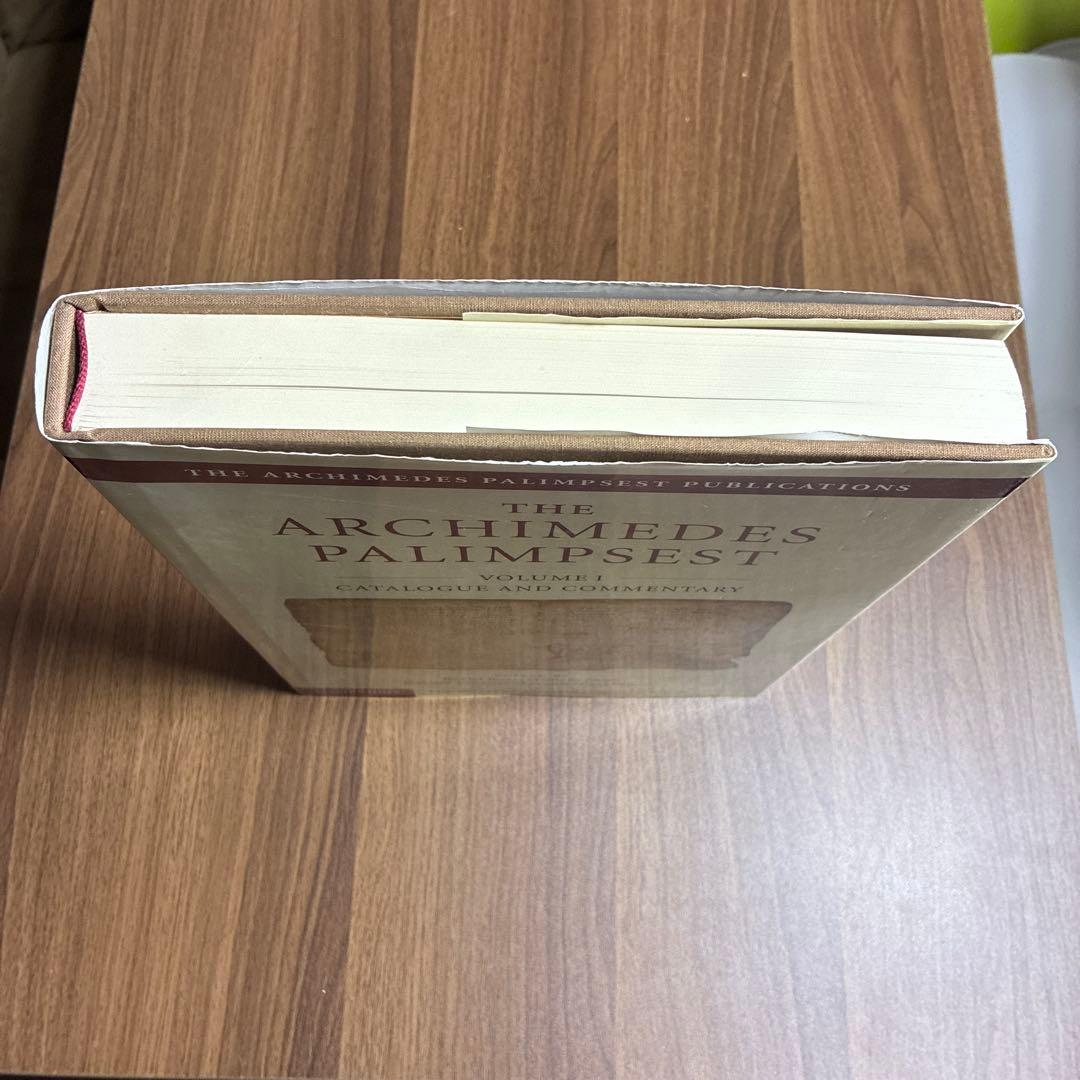 THE ARCHIMEDES PALIMPSEST PUBLICATIONS
THE
ARCHIMEDES
PALIMPSEST
VOLUME I
CATALOGUE AND COMMENTARY